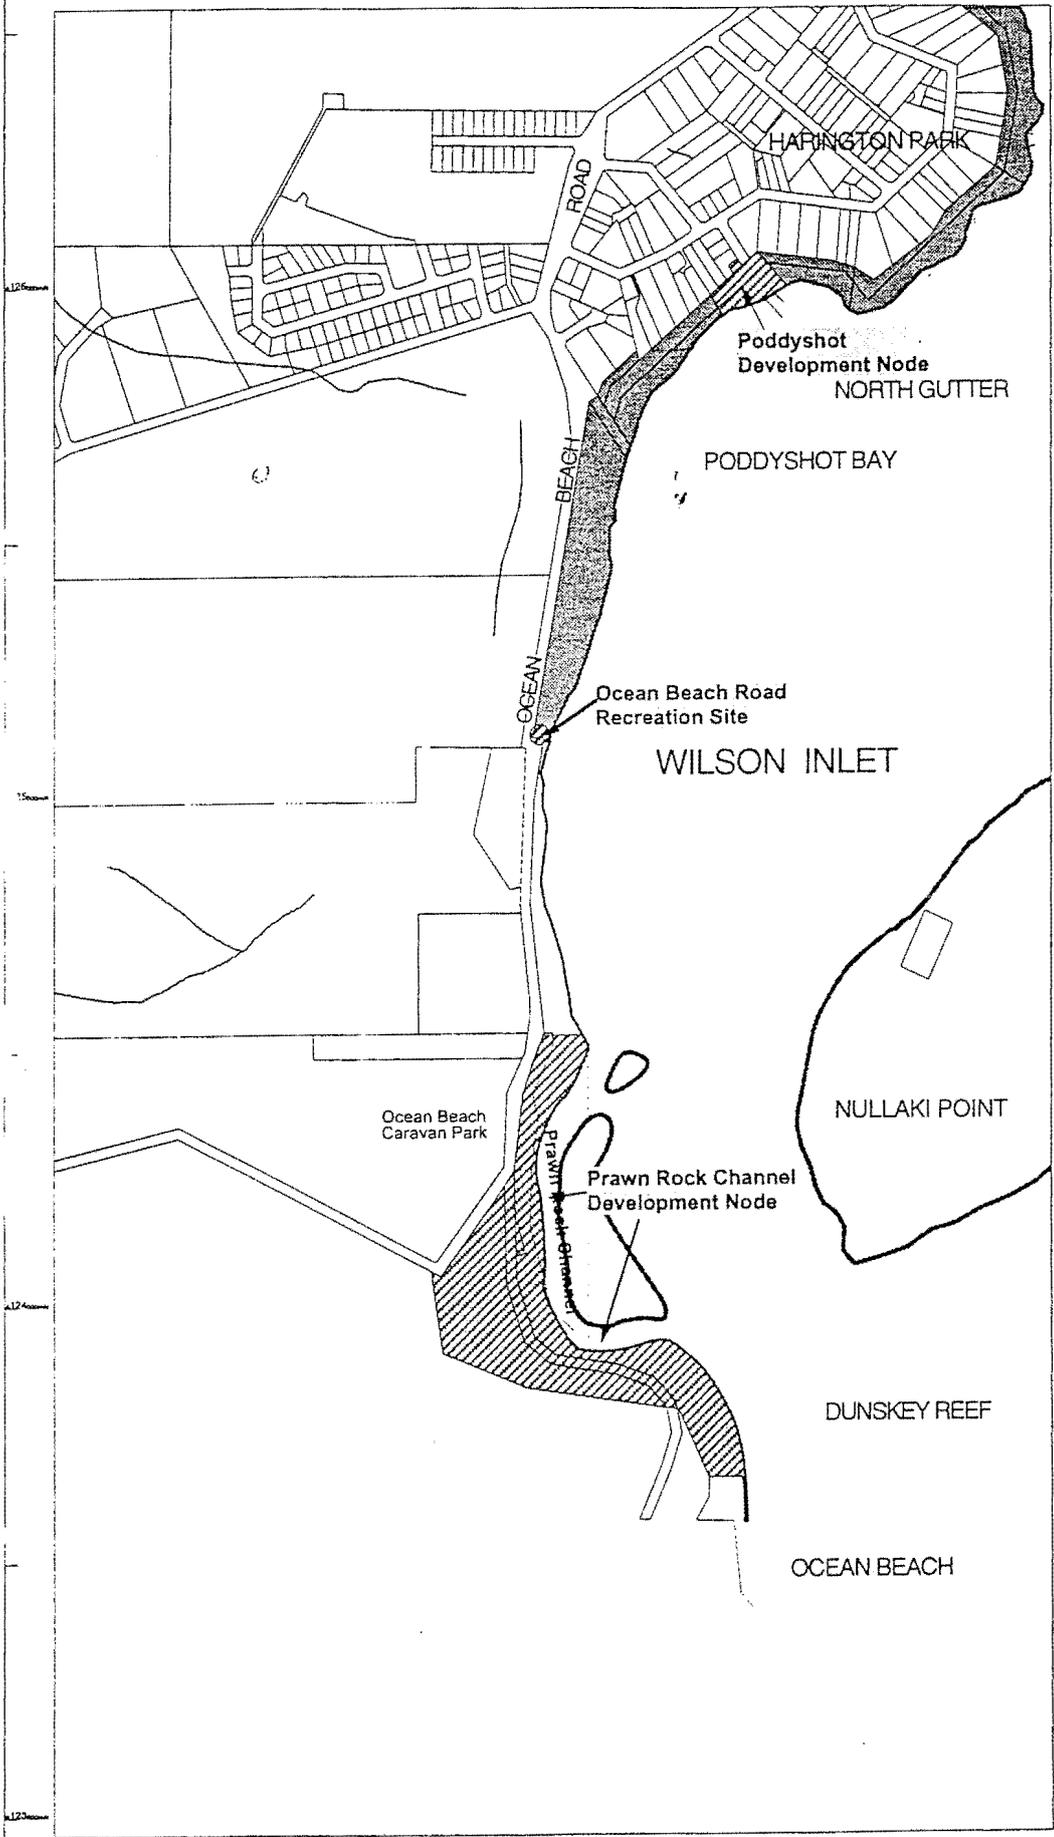 HARINGTON PARK
ROAD
Poddyshot
Development Node
NORTH GUTTER
PODDYSHOT BAY
BEACH
OCEAN
Ocean Beach Road
Recreation Site
WILSON INLET
Ocean Beach
Caravan Park
NULLAKI POINT
Prawn Rock Channel
Prawn Rock Channel
Development Node
DUNSKEY REEF
OCEAN BEACH